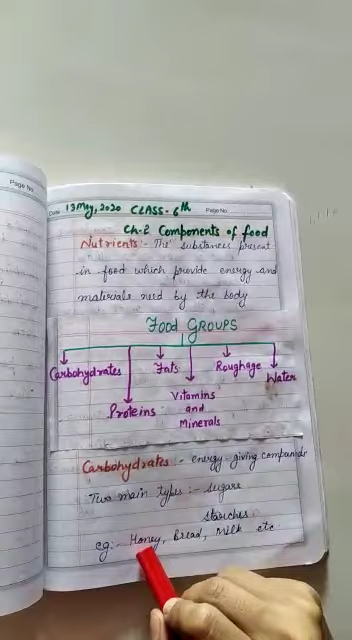 Page No
Date 13 May, 2020 CLASS - 6th Page No
Ch-2 Components of food
Nutrients:- The substances present
in food which provide energy and
materials need by the body
FOOD GROUPS
Carbohydrates Fats Roughage Water
Proteins Vitamins and Minerals
Carbohydrates - energy giving compounds
Two main types:- sugars
starches
eg:- Honey, Bread, Milk etc